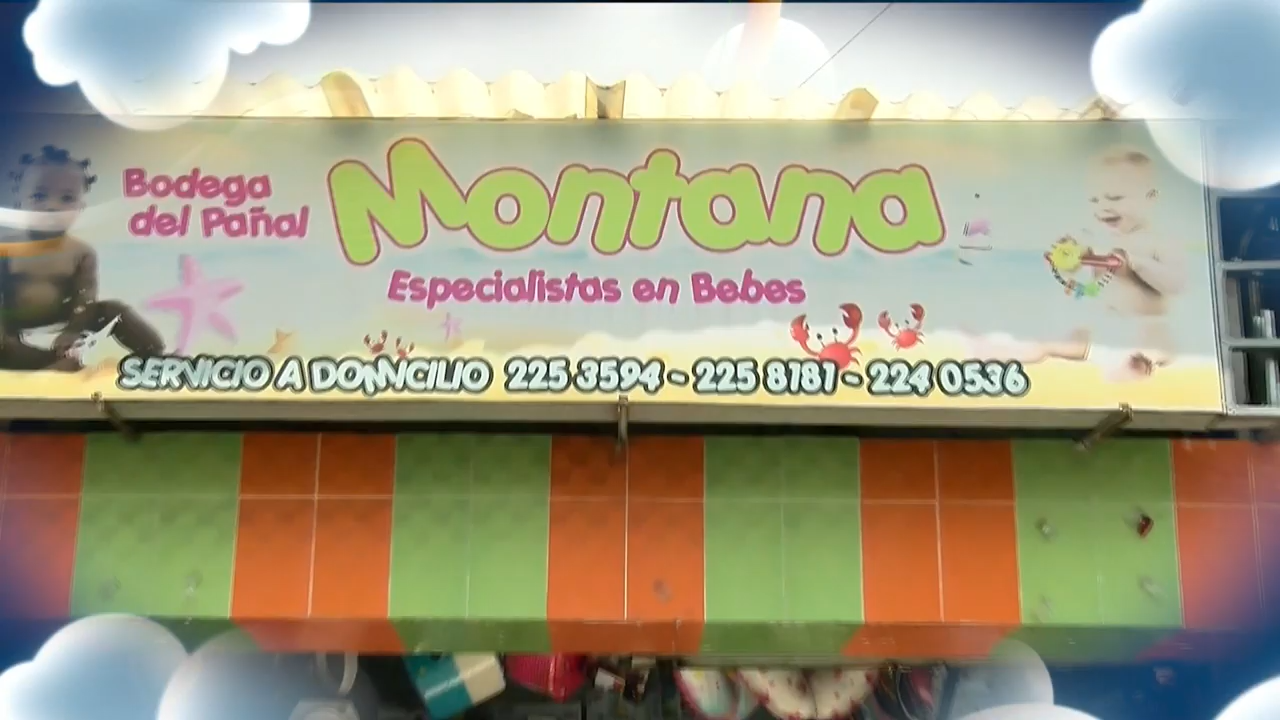 Bodega
del Pañal
Montana
Especialistas en Bebes
SERVICIO A DOMICILIO 225 3594 - 225 8181 - 224 0536